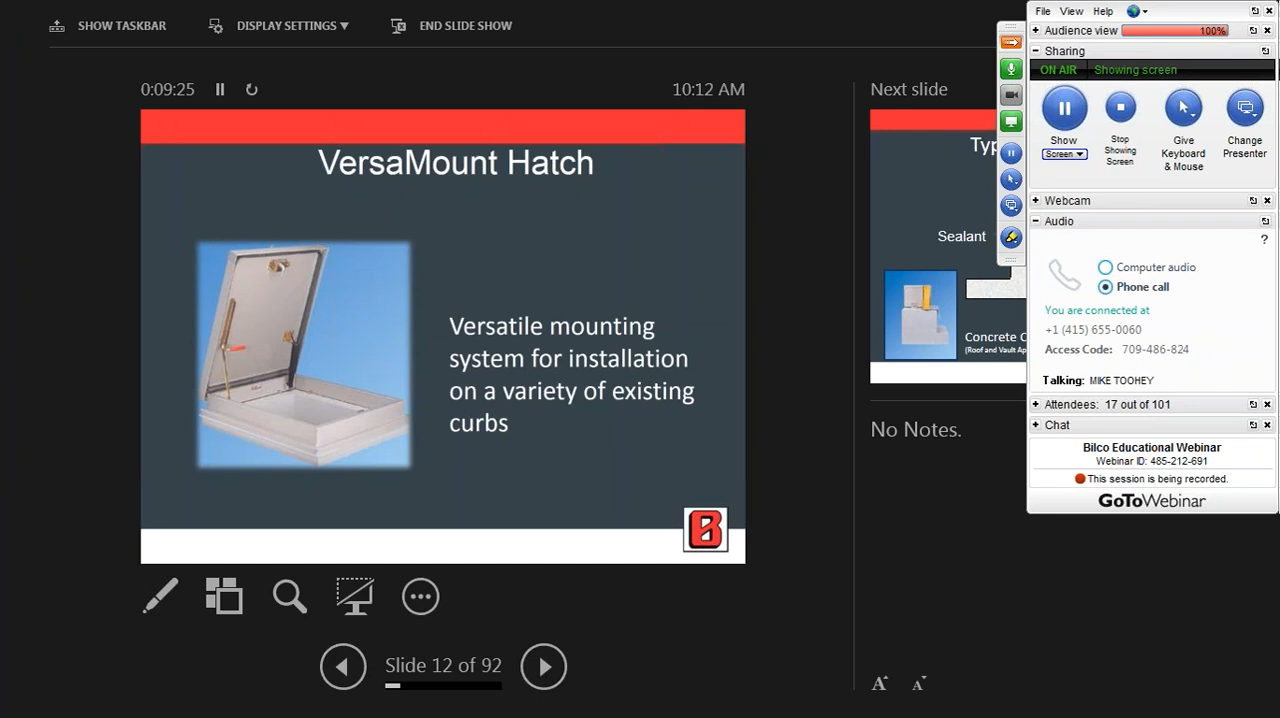 SHOW TASKBAR
DISPLAY SETTINGS ▼
END SLIDE SHOW
0:09:25
10:12 AM
VersaMount Hatch
Versatile mounting
system for installation
on a variety of existing
curbs
B
Slide 12 of 92
Next slide
Sealant
Concrete
No Notes.
A
A
File View Help
Audience view 100%
Sharing
ON AIR Showing screen
Show
Screen
Stop
Showing
Screen
Give
Keyboard
& Mouse
Change
Presenter
Webcam
Audio
?
Computer audio
Phone call
You are connected at
+1 (415) 655-0060
Access Code: 709-486-824
Talking: MIKE TOOHEY
Attendees: 17 out of 101
Chat
Bilco Educational Webinar
Webinar ID: 485-212-691
This session is being recorded.
GoToWebinar